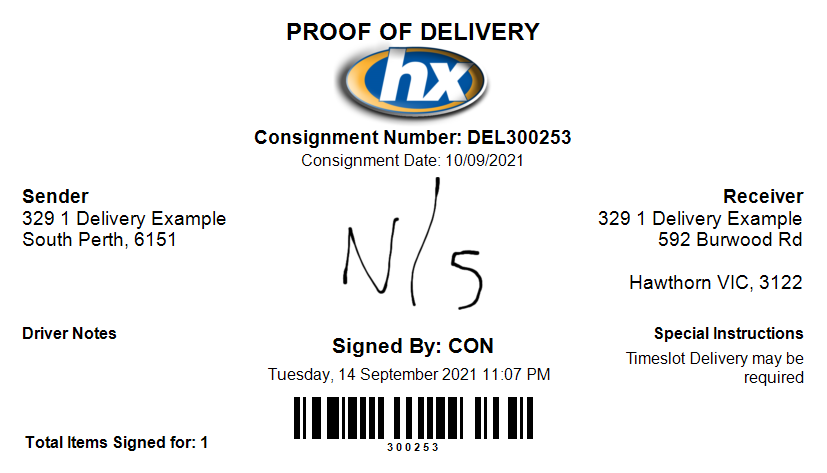 PROOF OF DELIVERY
hx
Consignment Number: DEL300253
Consignment Date: 10/09/2021
Sender
329 1 Delivery Example
South Perth, 6151
Receiver
329 1 Delivery Example
592 Burwood Rd
Hawthorn VIC, 3122
N/S
Driver Notes
Special Instructions
Timeslot Delivery may be
required
Signed By: CON
Tuesday, 14 September 2021 11:07 PM
300253
Total Items Signed for: 1